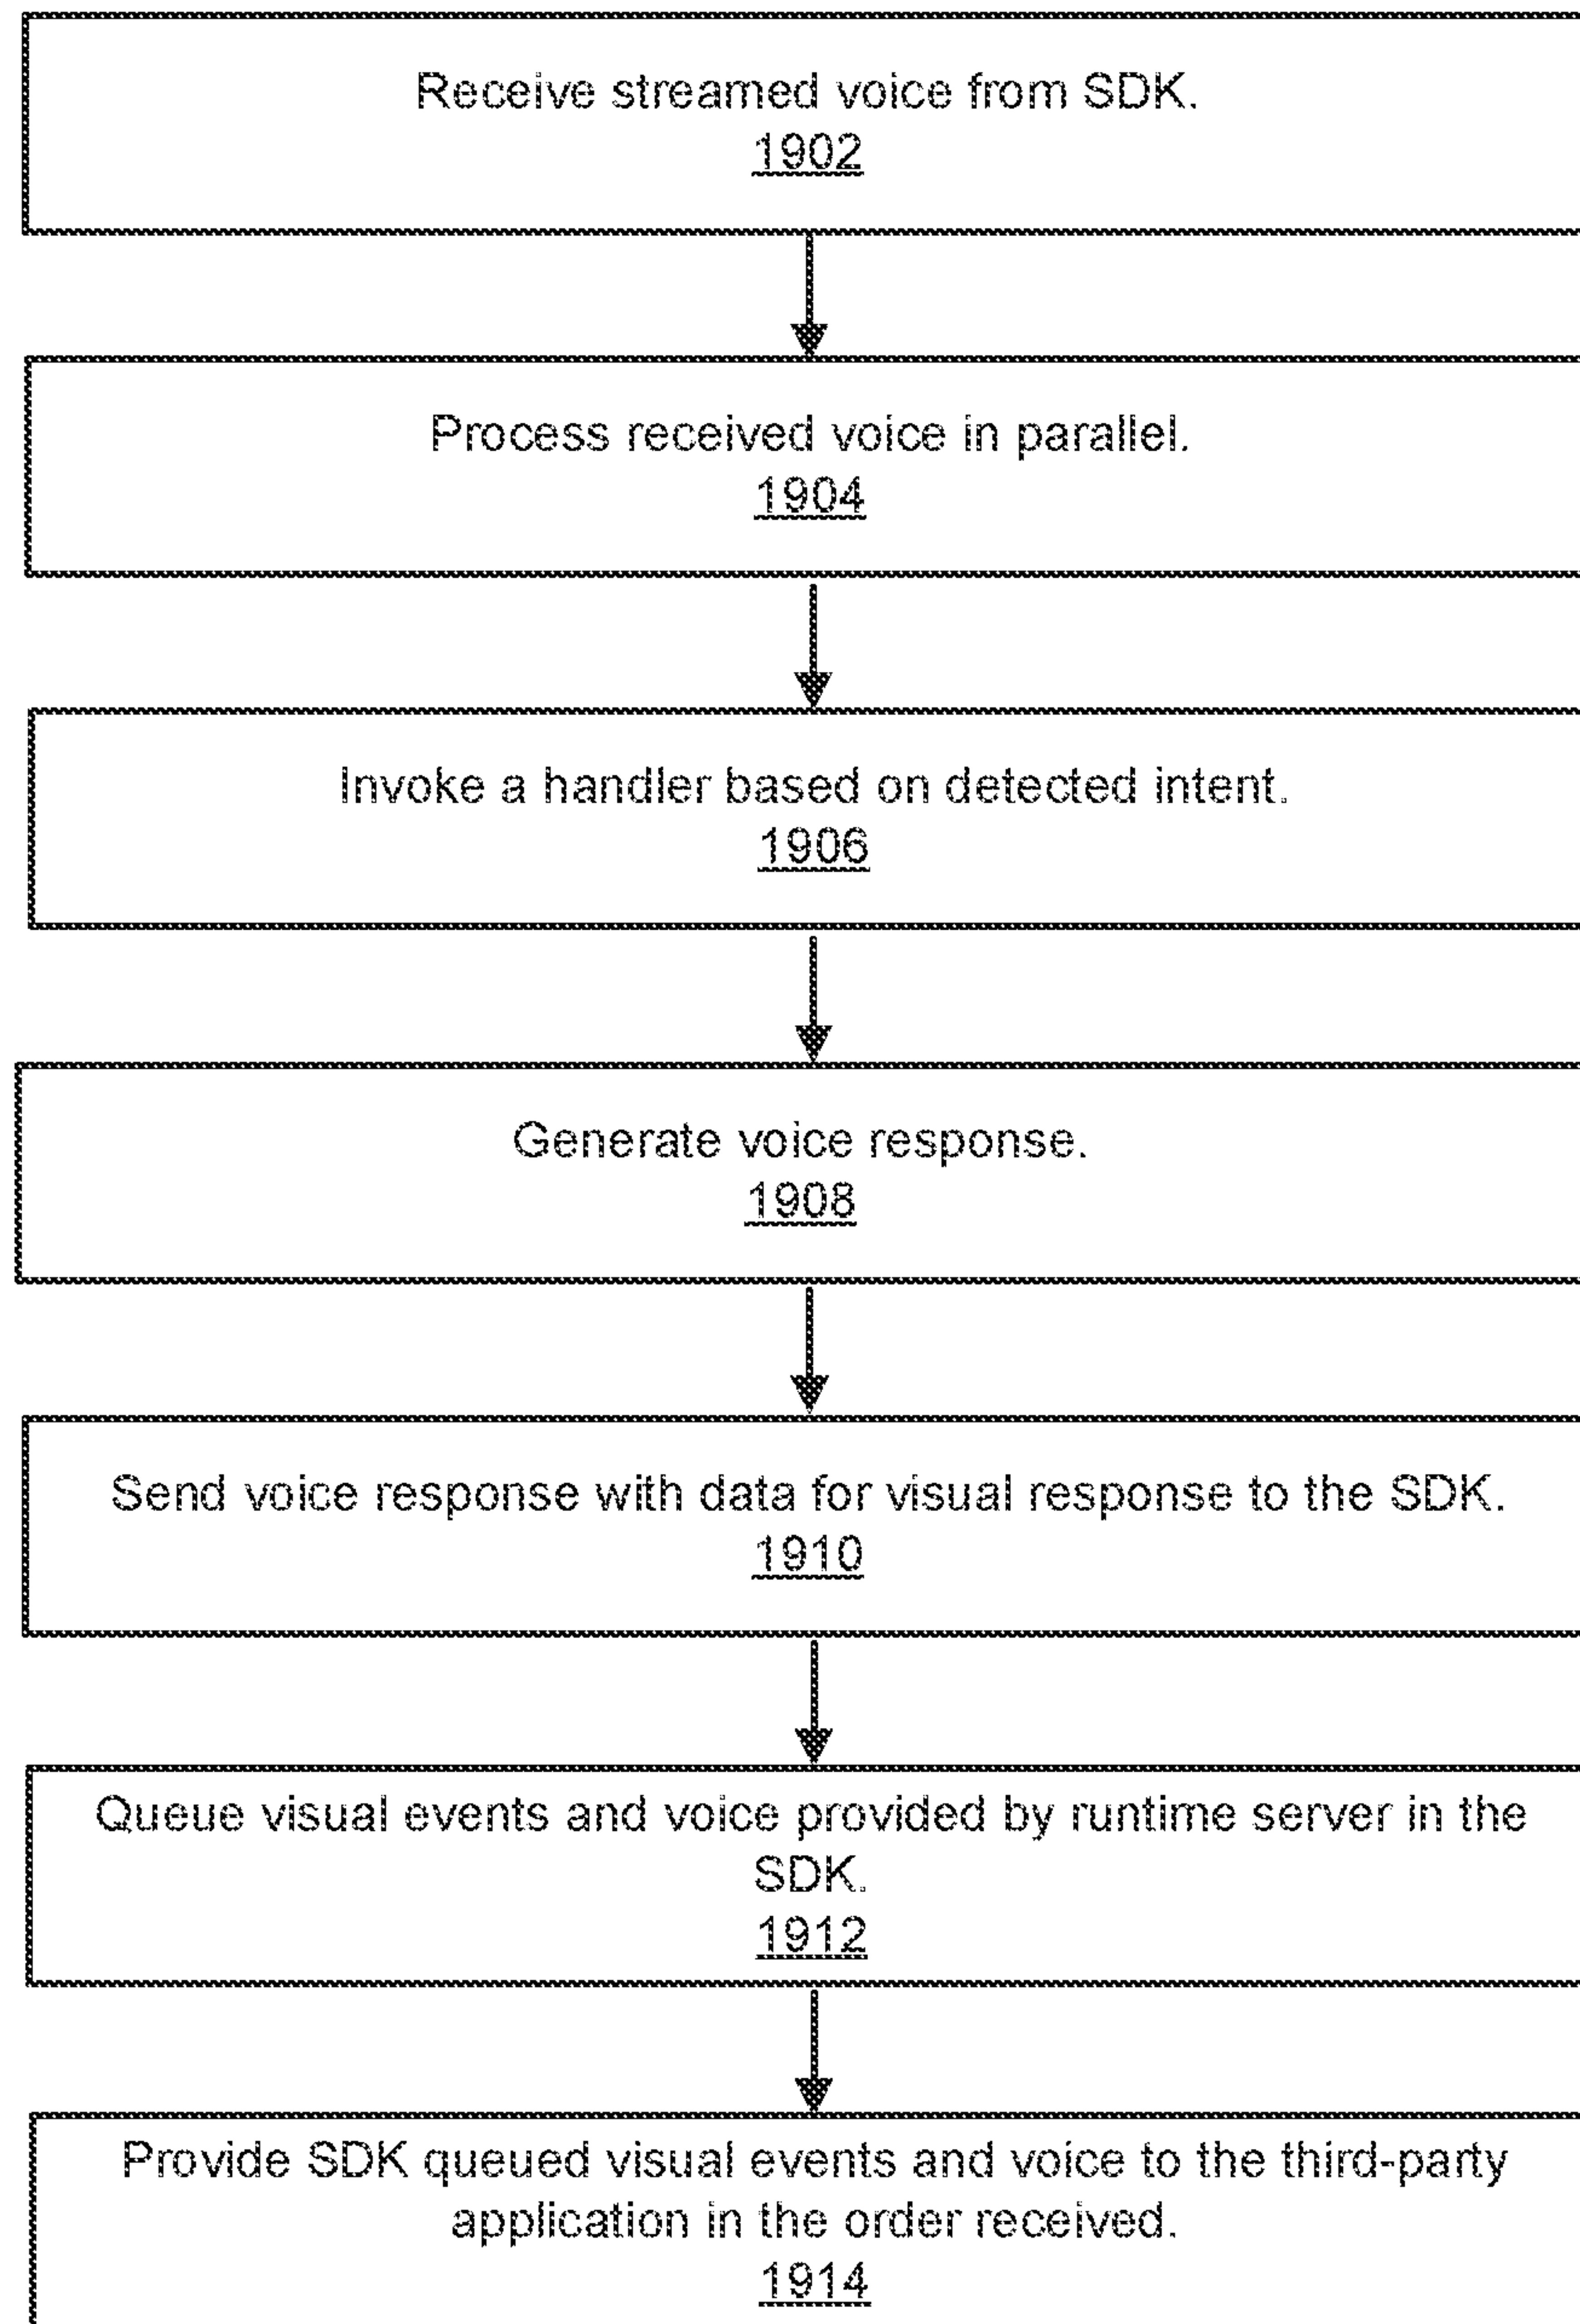 Receive streamed voice from SDK.
1902
Process received voice in parallel.
1904
Invoke a handler based on detected intent.
1906
Generate voice response.
1908
Send voice response with data for visual response to the SDK.
1910
Queue visual events and voice provided by runtime server in the
SDK.
1912
Provide SDK queued visual events and voice to the third-party
application in the order received.
1914